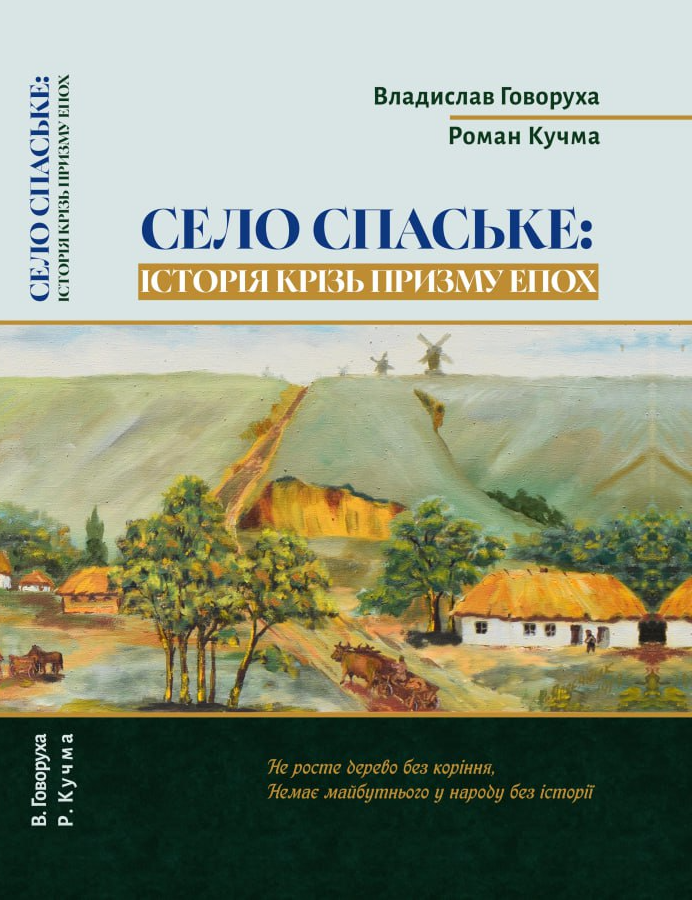 СЕЛО СПАСЬКЕ:
ІСТОРІЯ КРІЗЬ ПРИЗМУ ЕПОХ
В. Говоруха
Р. Кучма
Владислав Говоруха
Роман Кучма
СЕЛО СПАСЬКЕ:
ІСТОРІЯ КРІЗЬ ПРИЗМУ ЕПОХ
Не росте дерево без коріння,
Немає майбутнього у народу без історії